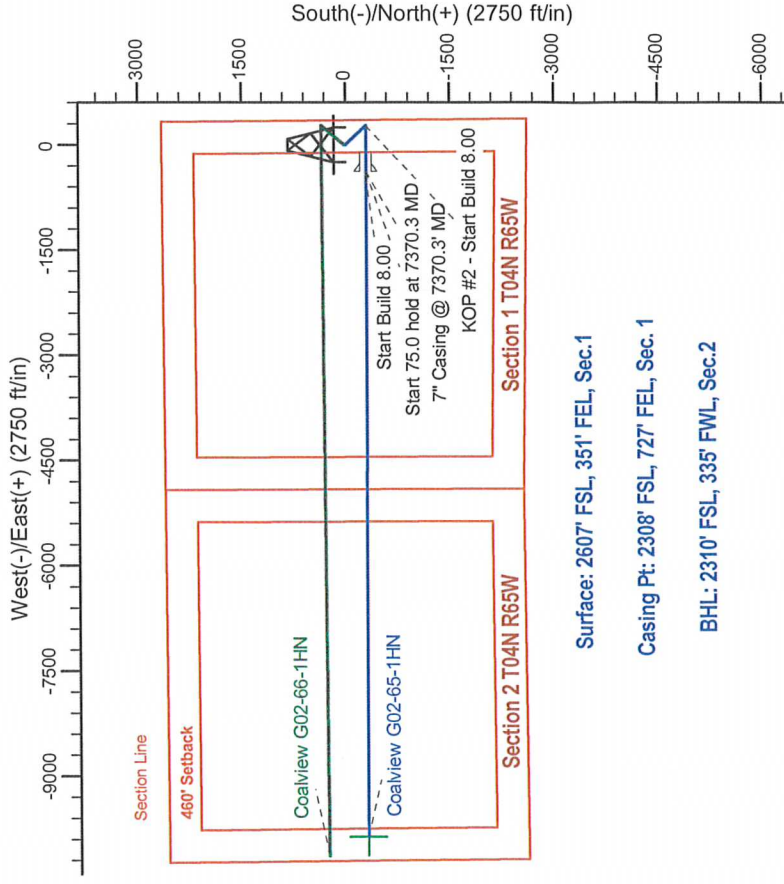 South(-)/North(+) (2750 ft/in)
3000
1500
-0
-1500
-3000
-4500
-6000
West(-)/East(+) (2750 ft/in)
0
-1500
-3000
-4500
-6000
-7500
-9000
Section Line
460' Setback
Coalview G02-66-1HN
Coalview G02-65-1HN
Start Build 8.00
Start 75.0 hold at 7370.3 MD
7" Casing @ 7370.3' MD
KOP #2 - Start Build 8.00
Section 1 T04N R65W
Section 2 T04N R65W
Surface: 2607' FSL, 351' FEL, Sec.1
Casing Pt: 2308' FSL, 727' FEL, Sec. 1
BHL: 2310' FSL, 335' FWL, Sec.2